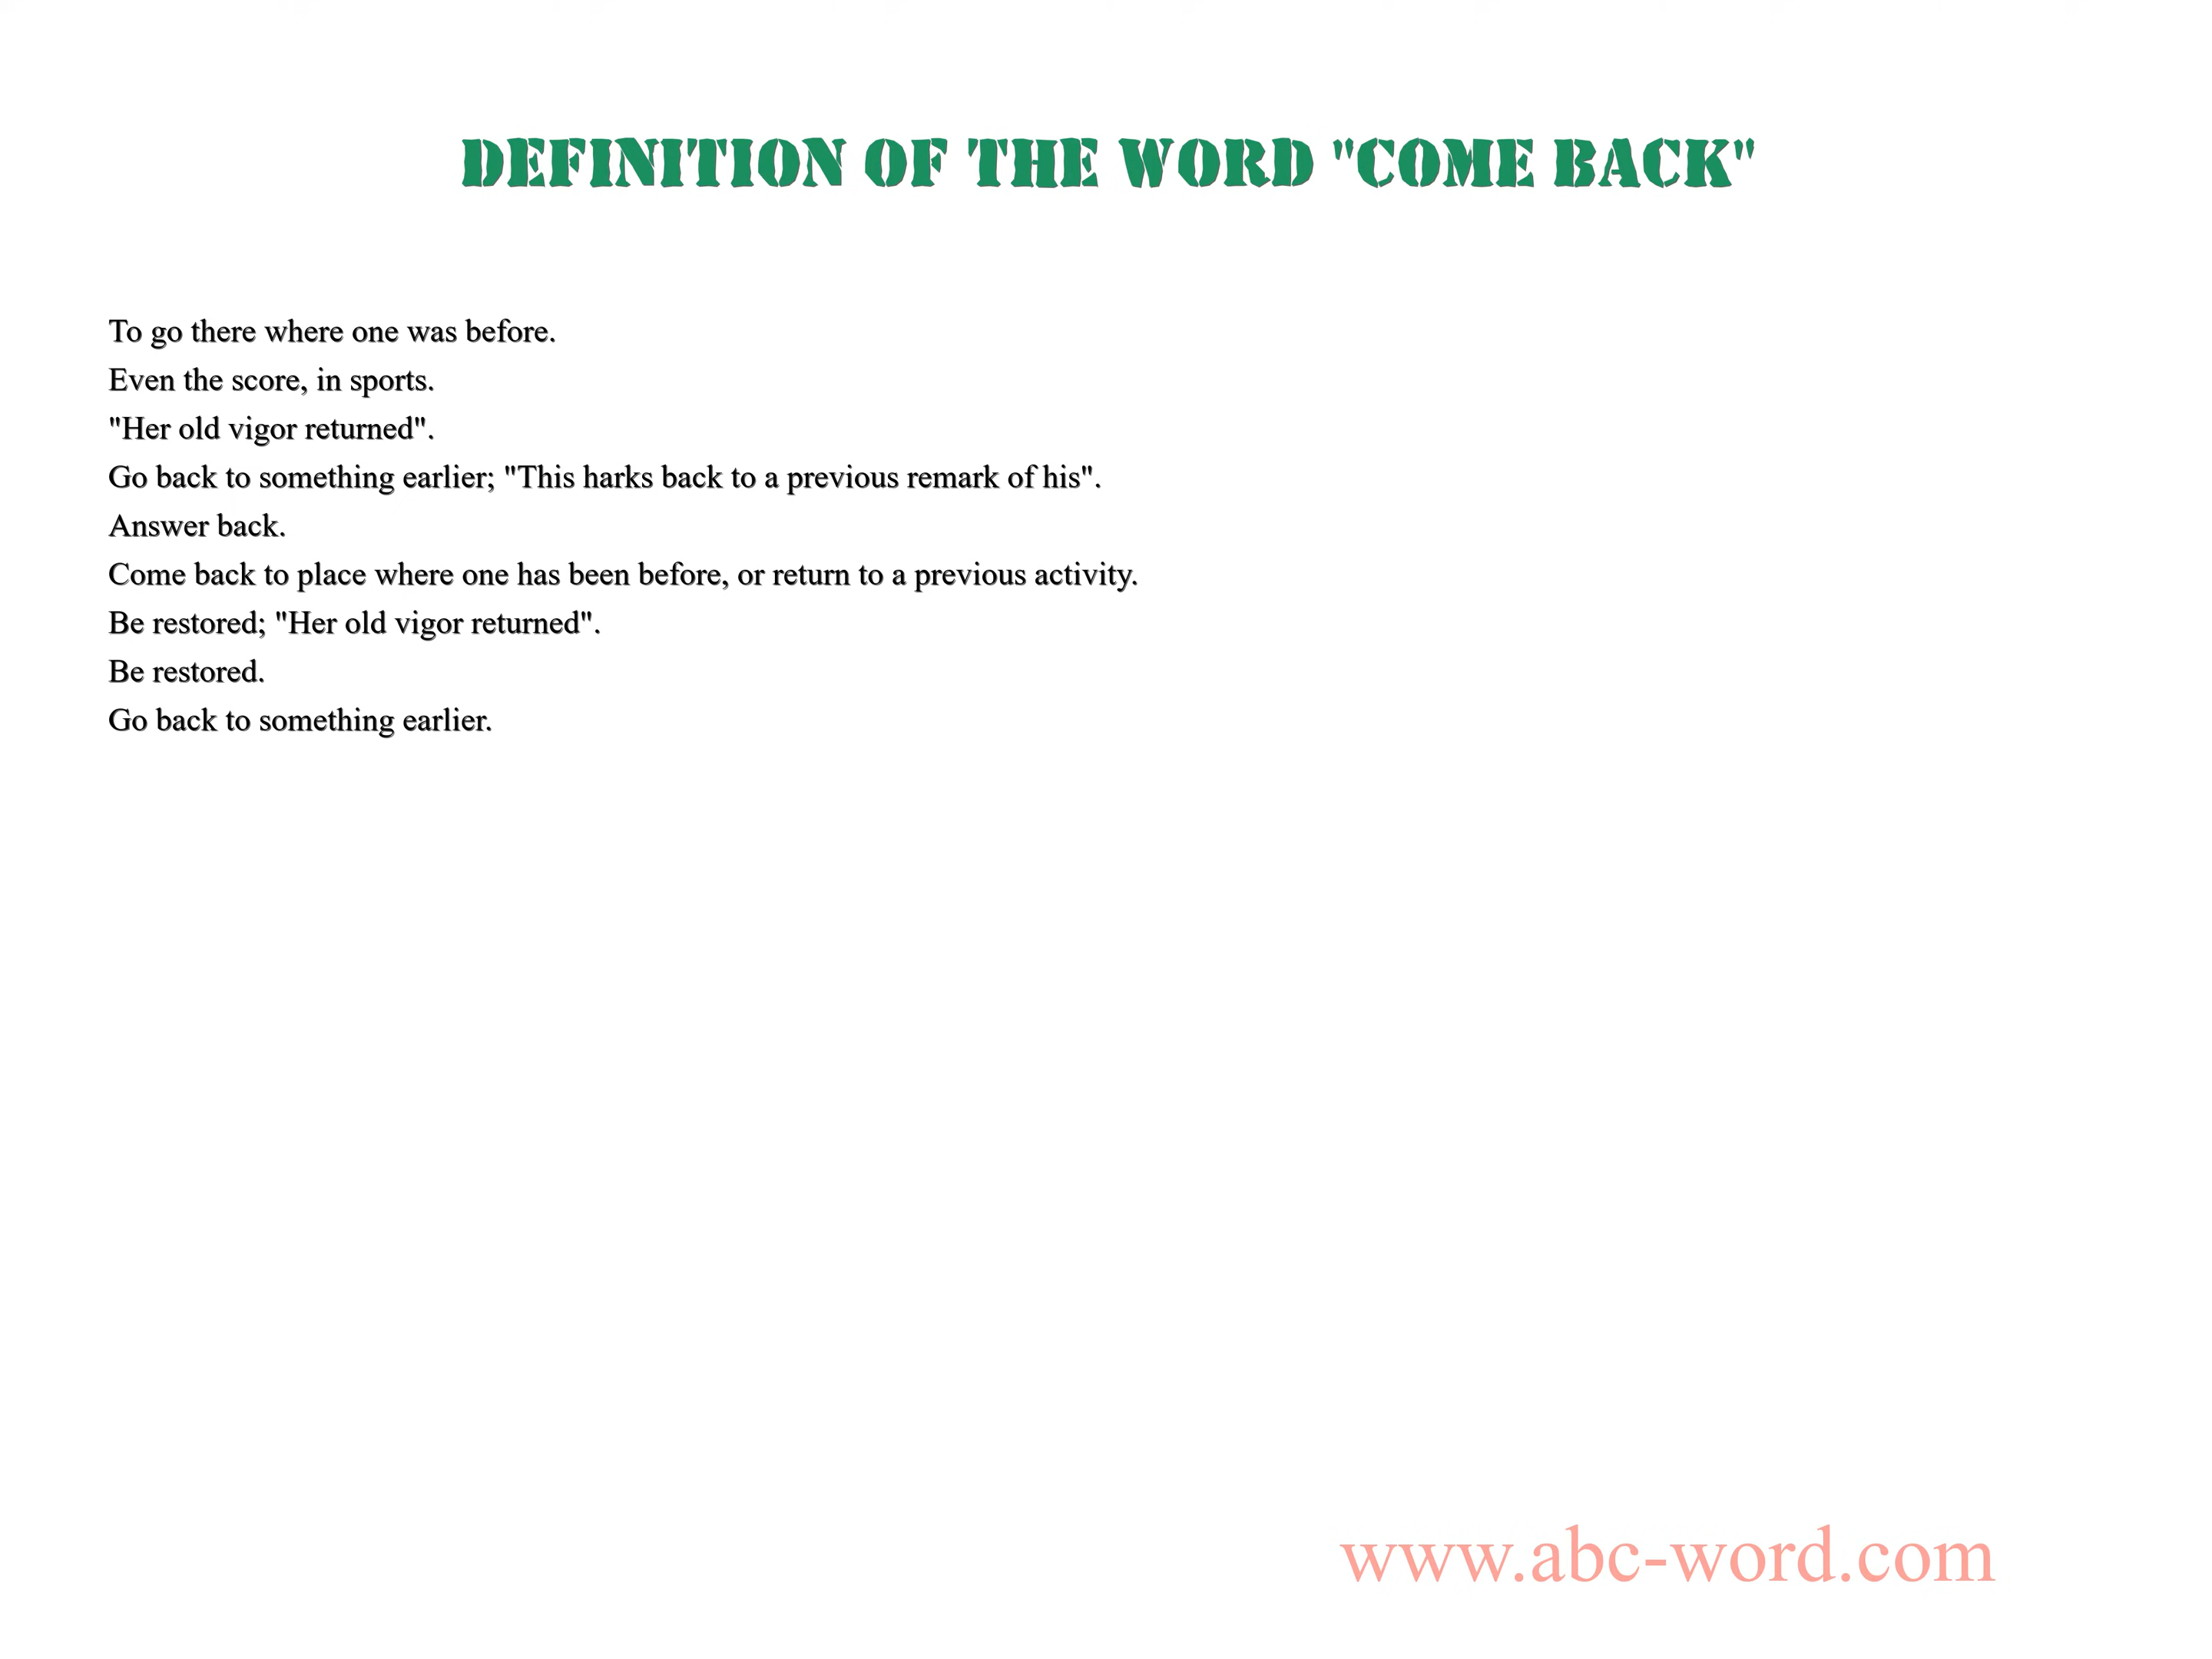 DEFINITION OF THE WORD "COME BACK"
To go there where one was before.
Even the score, in sports.
"Her old vigor returned".
Go back to something earlier; "This harks back to a previous remark of his".
Answer back.
Come back to place where one has been before, or return to a previous activity.
Be restored; "Her old vigor returned".
Be restored.
Go back to something earlier.
www.abc-word.com